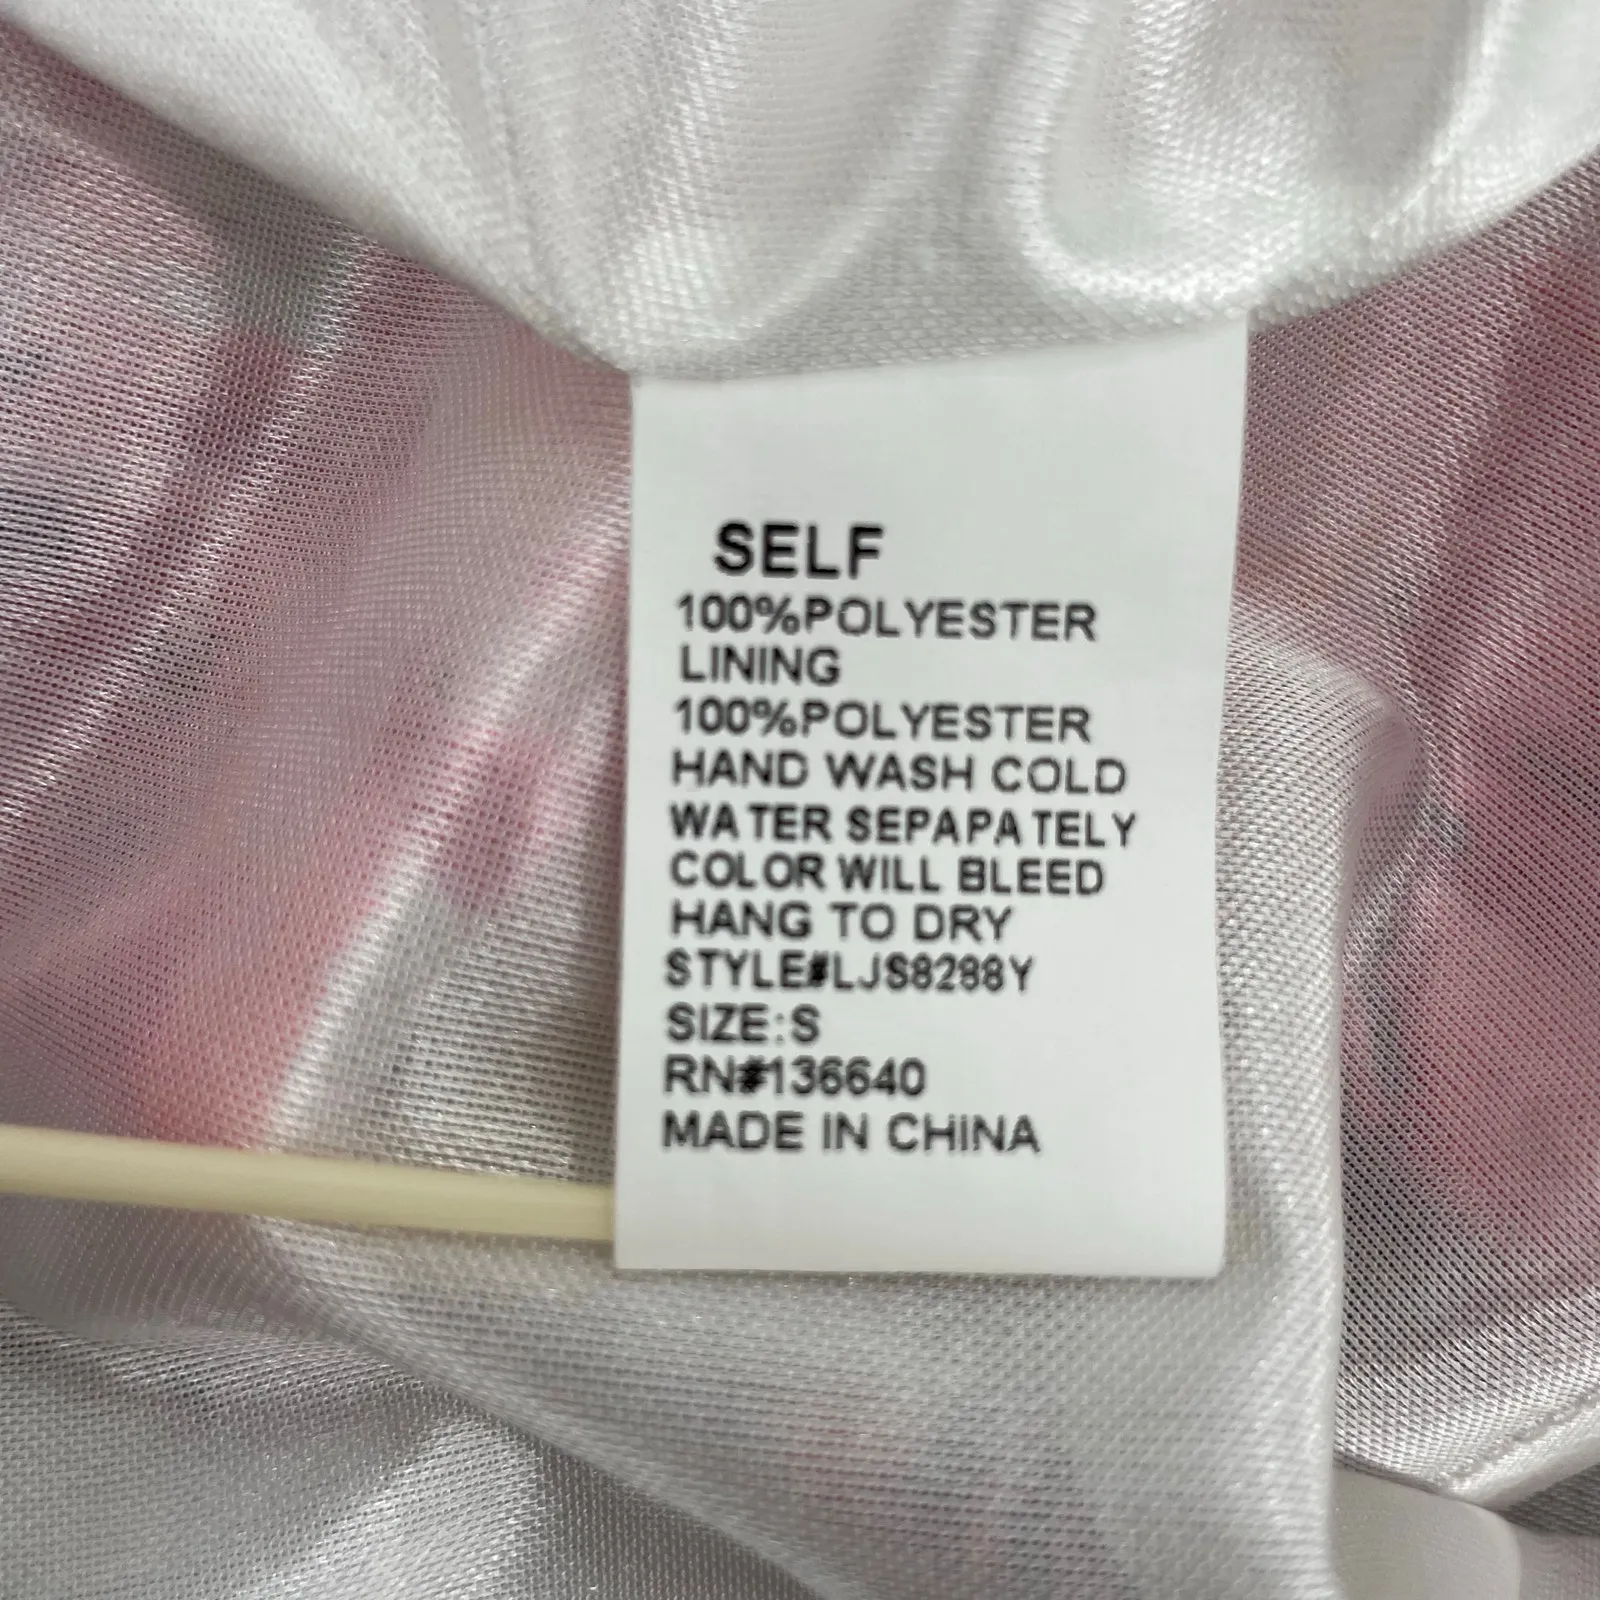 SELF
100%POLYESTER
LINING
100%POLYESTER
HAND WASH COLD
WATER SEPAPATELY
COLOR WILL BLEED
HANG TO DRY
STYLE#LJS8288Y
SIZE:S
RN#136640
MADE IN CHINA